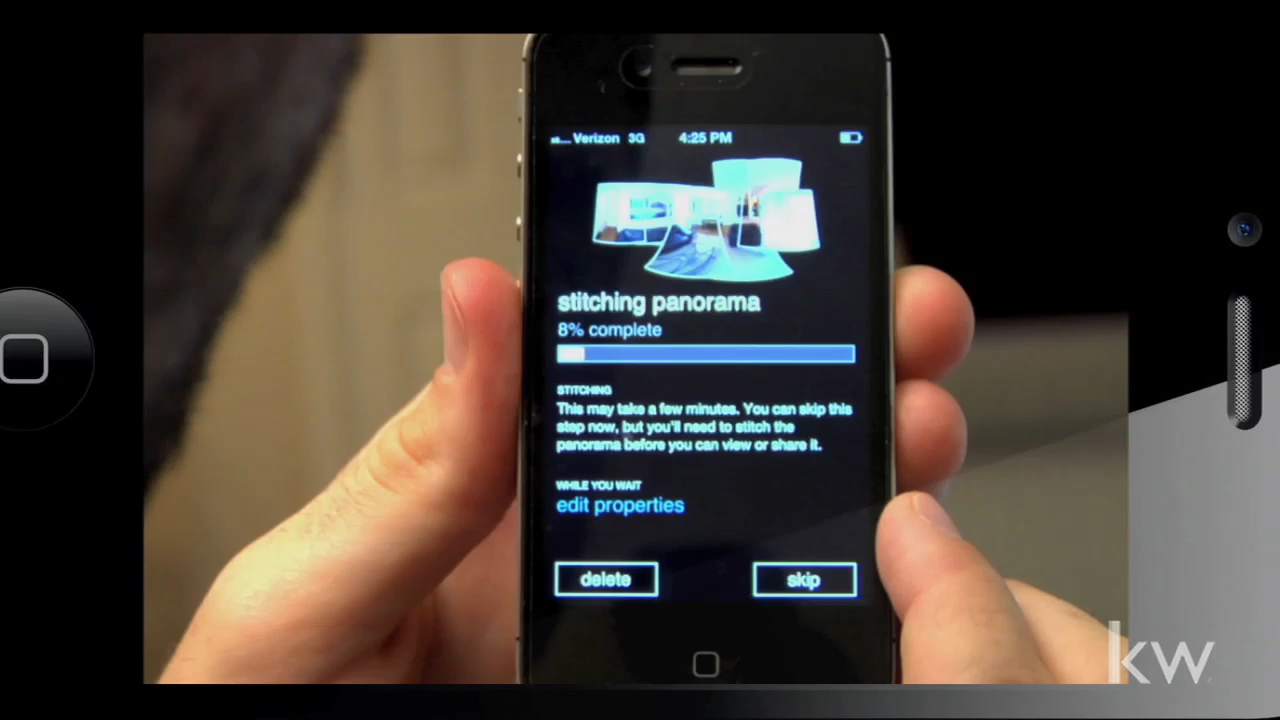 Verizon 3G 4:25 PM
stitching panorama
8% complete
STITCHING
This may take a few minutes. You can skip this
step now, but you'll need to stitch the
panorama before you can view or share it.
WHILE YOU WAIT
edit properties
delete skip
kw